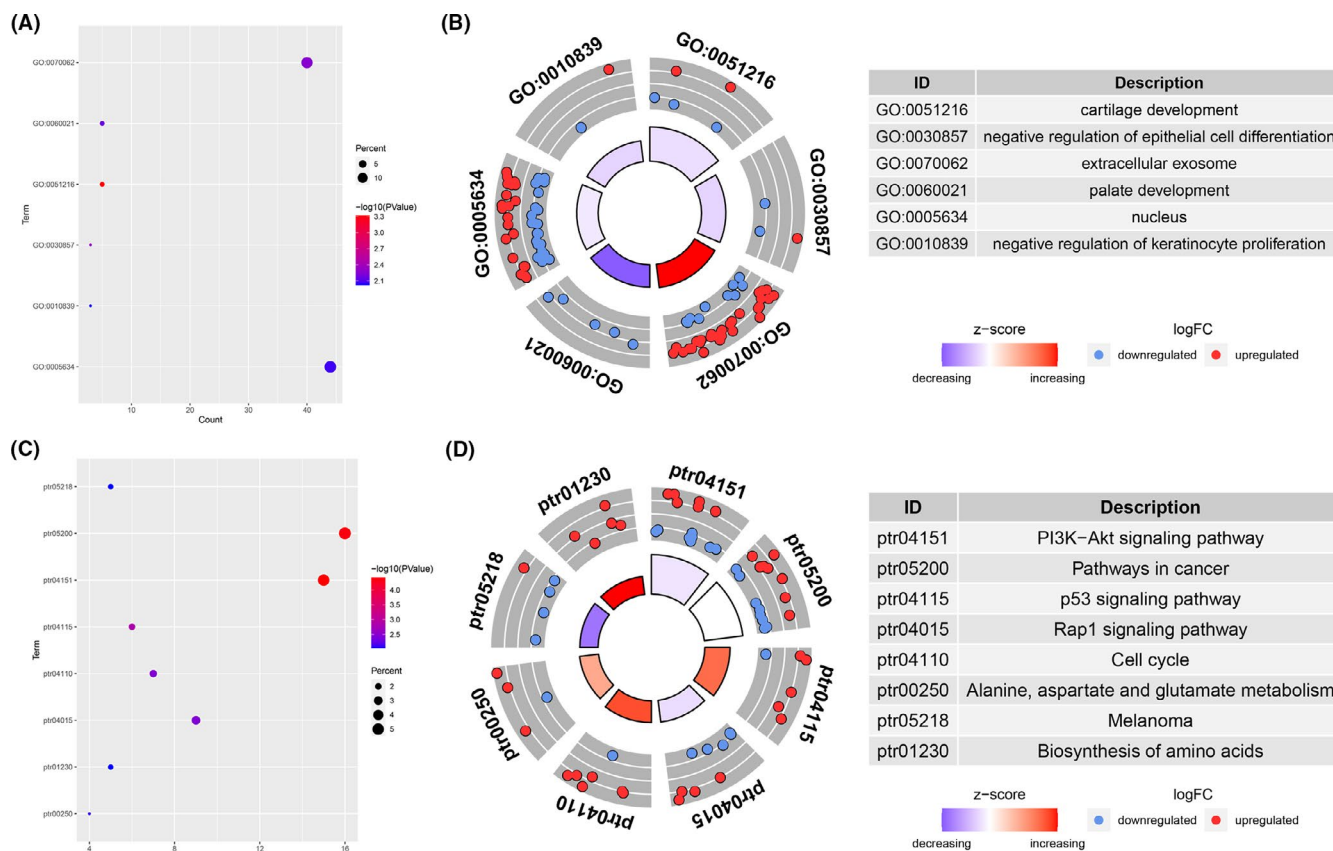 (A)
GO:0070062
GO:0060021
GO:0051216
GO:0030857
GO:0010839
GO:0005634
Term
10
20
30
40
Count
Percent
5
10
−log10(PValue)
3.3
3.0
2.7
2.4
2.1
(B)
GO:0051216
GO:0030857
GO:0070062
GO:0060021
GO:0005634
GO:0010839
ID Description
GO:0051216 cartilage development
GO:0030857 negative regulation of epithelial cell differentiation
GO:0070062 extracellular exosome
GO:0060021 palate development
GO:0005634 nucleus
GO:0010839 negative regulation of keratinocyte proliferation
z−score logFC
downregulated upregulated
decreasing increasing
(C)
ptr05218
ptr05200
ptr04151
ptr04115
ptr04110
ptr04015
ptr01230
ptr00250
Term
4
8
12
16
−log10(PValue)
4.0
3.5
3.0
2.5
Percent
2
3
4
5
(D)
ptr04151
ptr05200
ptr04115
ptr04015
ptr04110
ptr00250
ptr05218
ptr01230
ID Description
ptr04151 PI3K−Akt signaling pathway
ptr05200 Pathways in cancer
ptr04115 p53 signaling pathway
ptr04015 Rap1 signaling pathway
ptr04110 Cell cycle
ptr00250 Alanine, aspartate and glutamate metabolism
ptr05218 Melanoma
ptr01230 Biosynthesis of amino acids
z−score logFC
downregulated upregulated
decreasing increasing